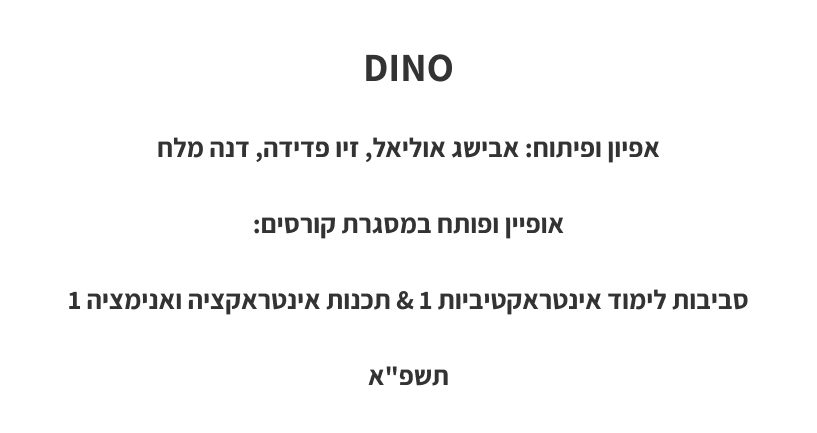 DINO
אפיון ופיתוח: אבישג אוליאל, זיו פדידה, דנה מלח
אופיין ופותח במסגרת קורסים:
סביבות לימוד אינטראקטיביות 1 & תכנות אינטראקציה ואנימציה 1
תשפ"א